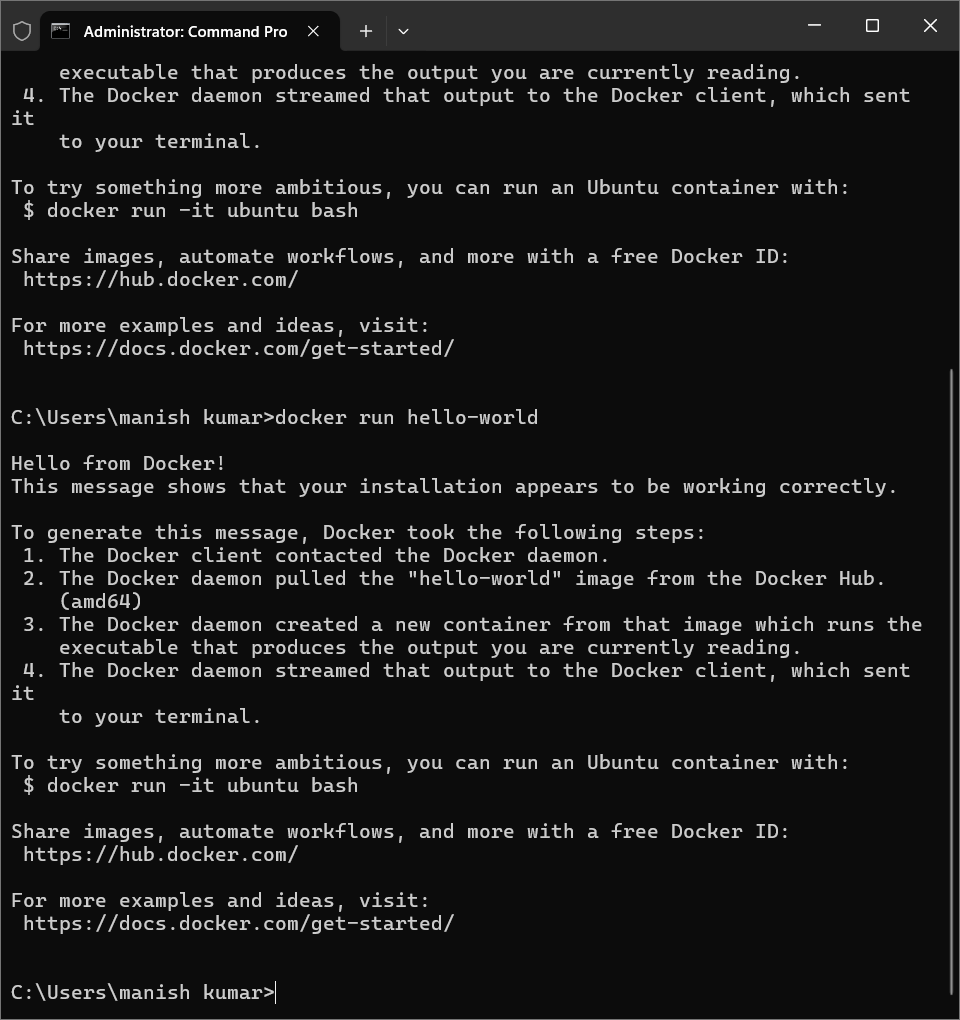 Administrator: Command Pro
executable that produces the output you are currently reading.
4. The Docker daemon streamed that output to the Docker client, which sent
it
to your terminal.
To try something more ambitious, you can run an Ubuntu container with:
$ docker run -it ubuntu bash
Share images, automate workflows, and more with a free Docker ID:
https://hub.docker.com/
For more examples and ideas, visit:
https://docs.docker.com/get-started/
C:\Users\manish kumar>docker run hello-world
Hello from Docker!
This message shows that your installation appears to be working correctly.
To generate this message, Docker took the following steps:
1. The Docker client contacted the Docker daemon.
2. The Docker daemon pulled the "hello-world" image from the Docker Hub.
(amd64)
3. The Docker daemon created a new container from that image which runs the
executable that produces the output you are currently reading.
4. The Docker daemon streamed that output to the Docker client, which sent
it
to your terminal.
To try something more ambitious, you can run an Ubuntu container with:
$ docker run -it ubuntu bash
Share images, automate workflows, and more with a free Docker ID:
https://hub.docker.com/
For more examples and ideas, visit:
https://docs.docker.com/get-started/
C:\Users\manish kumar>